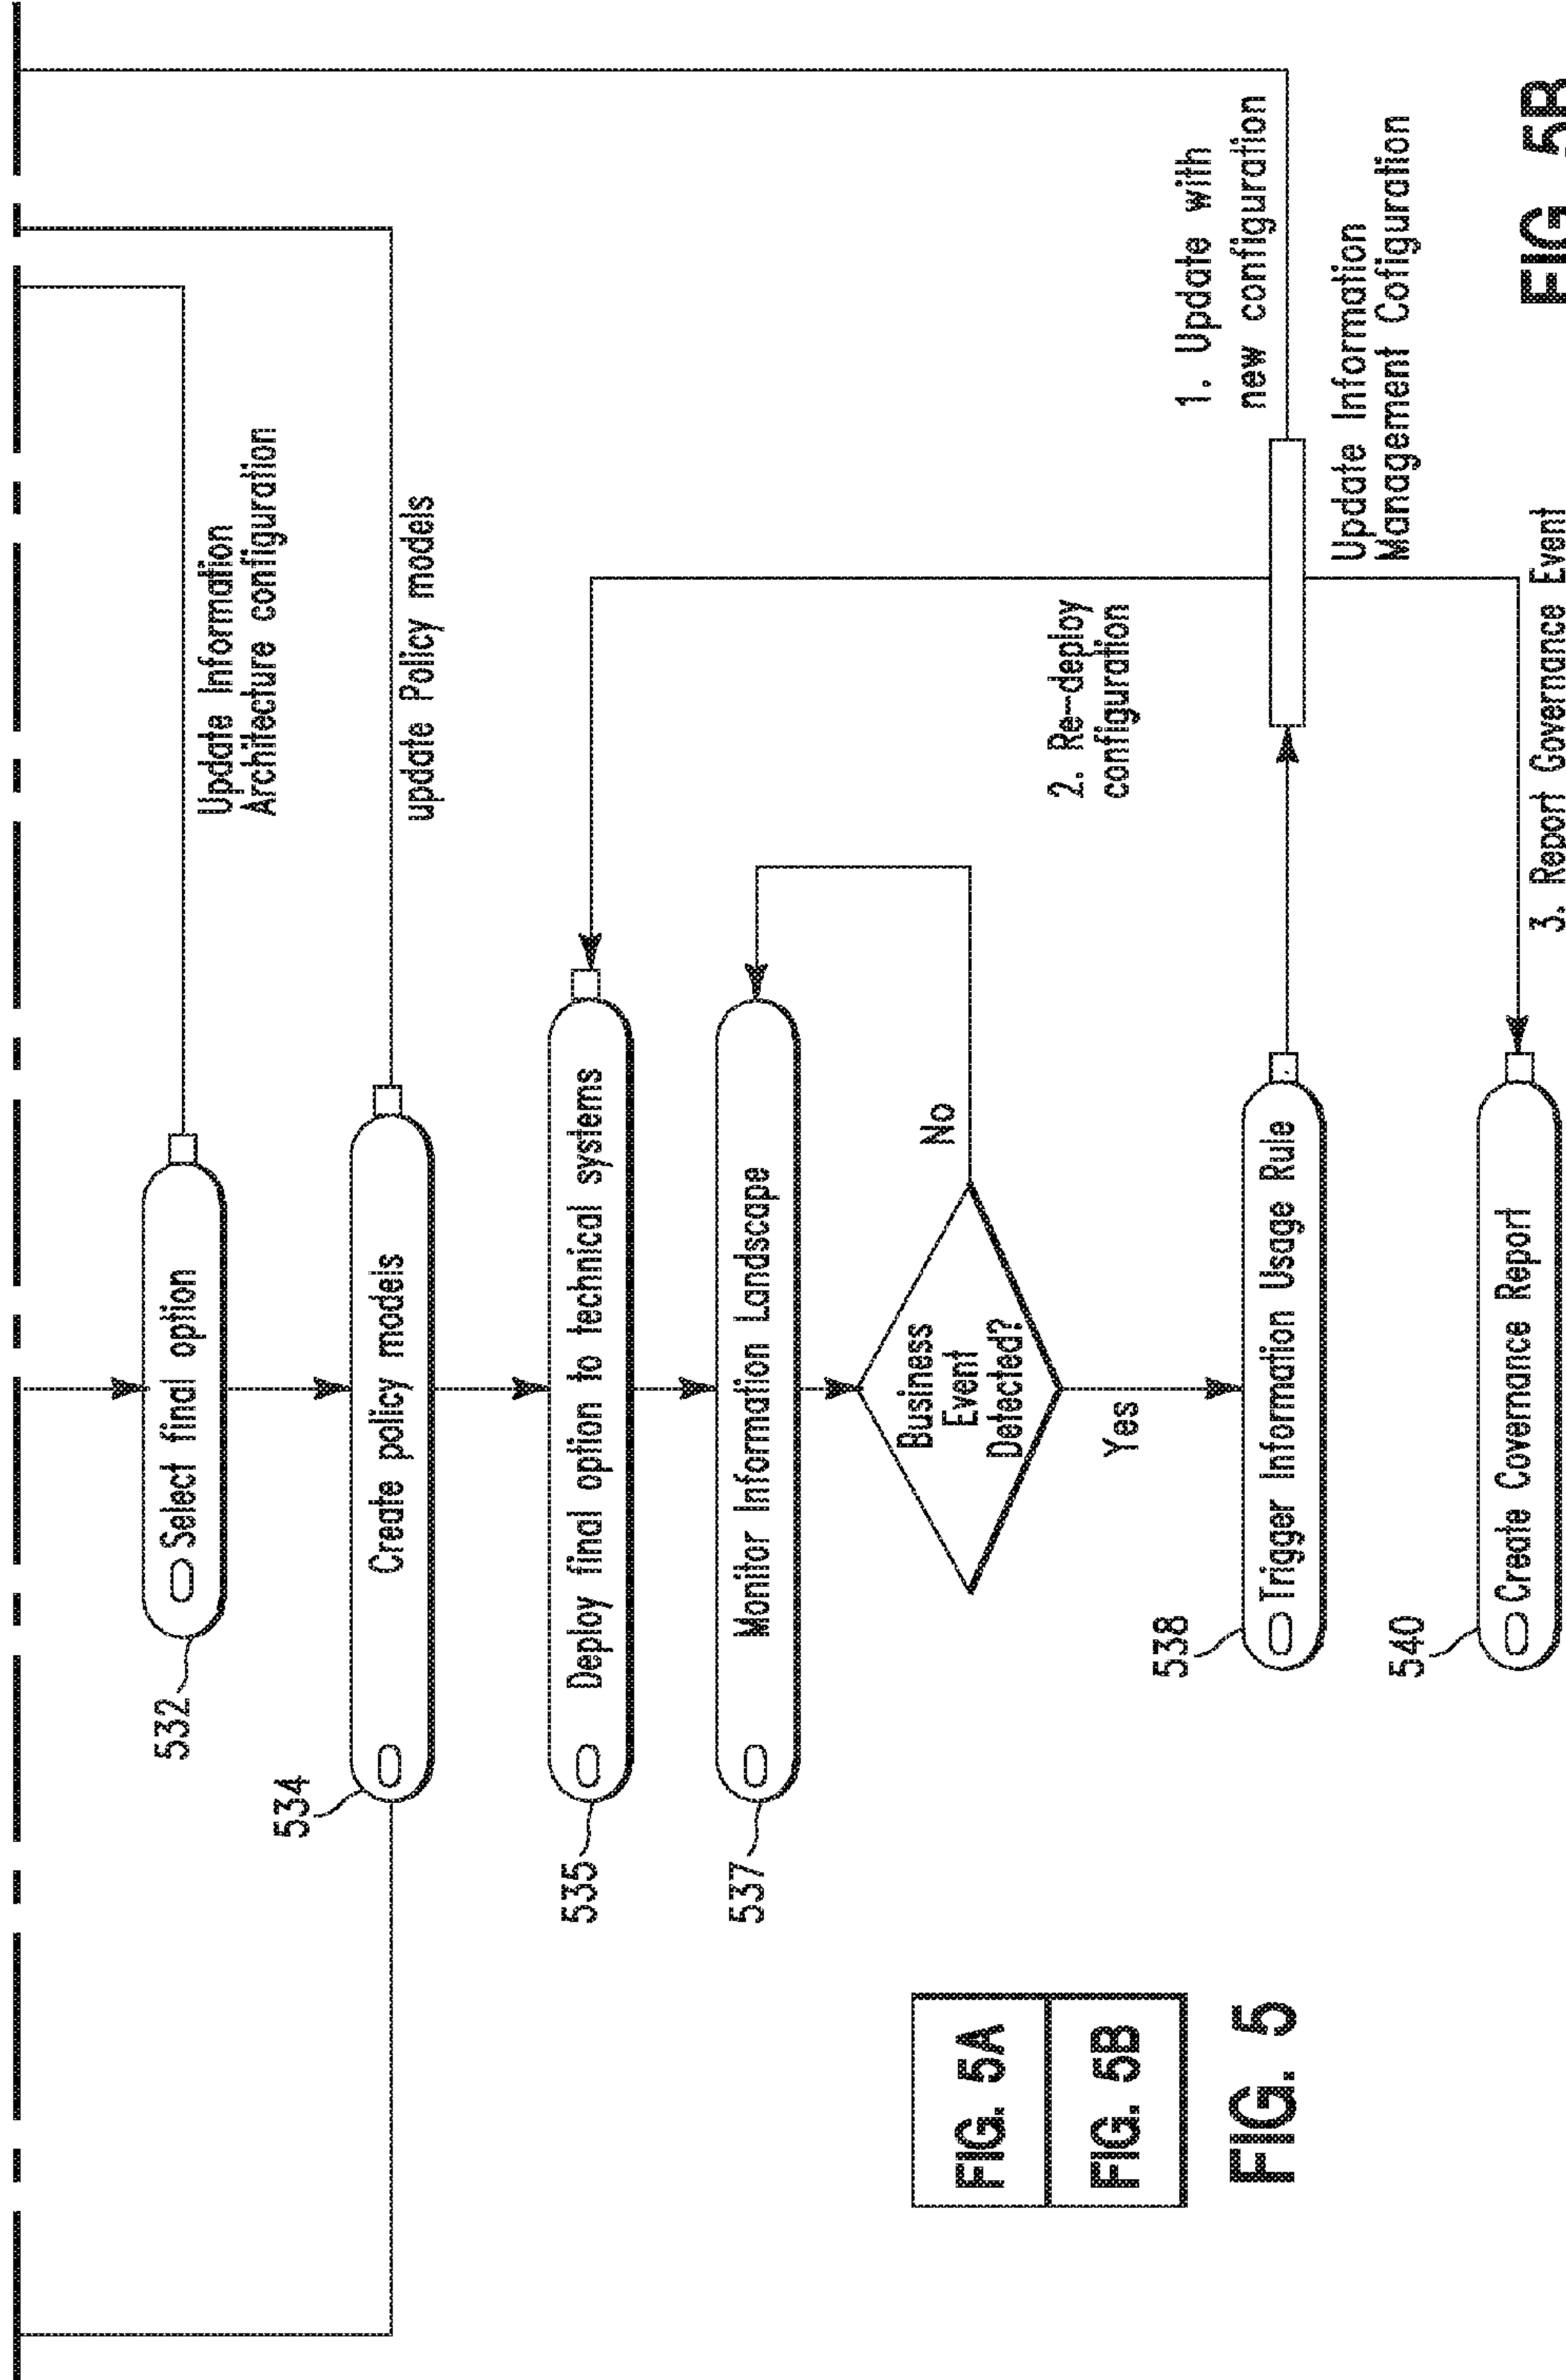 532
Select final option
Update Information
Architecture configuration
534
Create policy models
update Policy models
535
Deploy final option to technical systems
537
Monitor Information Landscape
Business
Event
Detected?
No
Yes
2. Re-deploy
configuration
1. Update with
new configuration
538
Trigger Information Usage Rule
Update Information
Management Cofiguration
540
Create Covernance Report
3. Report Governance Event
FIG. 5A
FIG. 5B
FIG. 5
FIG. 5B